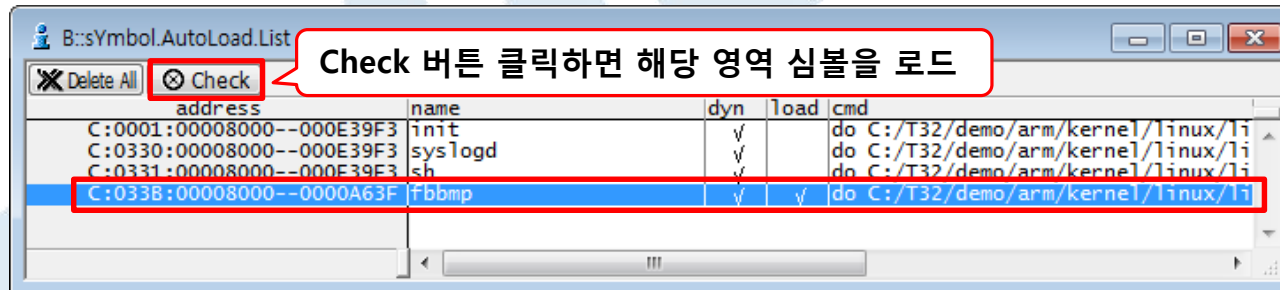 B::sYmbol.AutoLoad.List
Check 버튼 클릭하면 해당 영역 심볼을 로드
Delete All Check
address name dyn load cmd
C:0001:00008000--000E39F3 init √ do C:/T32/demo/arm/kernel/linux/li
C:0330:00008000--000E39F3 syslogd √ do C:/T32/demo/arm/kernel/linux/li
C:0331:00008000--000E39F3 sh √ do C:/T32/demo/arm/kernel/linux/li
C:033B:00008000--0000A63F fbbmp √ √ do C:/T32/demo/arm/kernel/linux/li